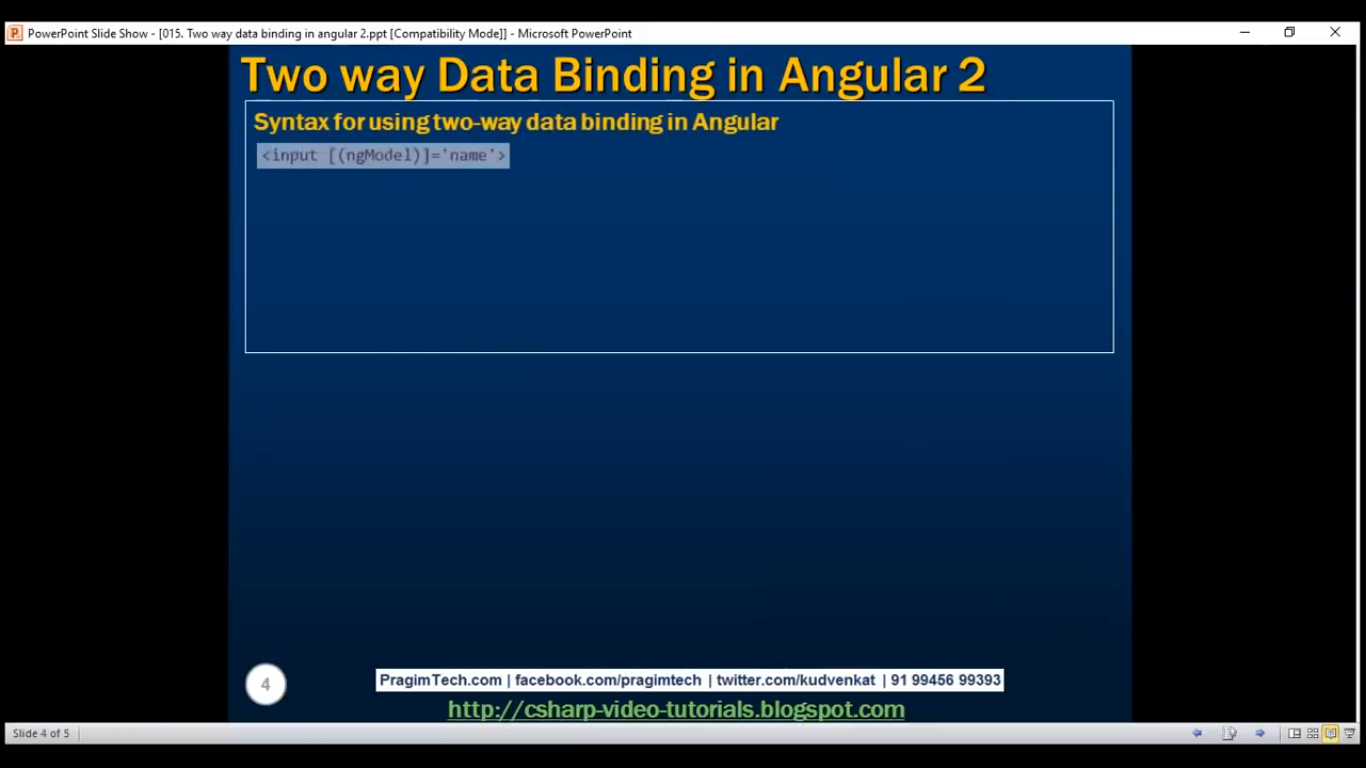 PowerPoint Slide Show - [015. Two way data binding in angular 2.ppt [Compatibility Mode]] - Microsoft PowerPoint
Two way Data Binding in Angular 2
Syntax for using two-way data binding in Angular
<input [(ngModel)]='name'>
4
PragimTech.com | facebook.com/pragimtech | twitter.com/kudvenkat | 91 99456 99393
http://csharp-video-tutorials.blogspot.com
Slide 4 of 5